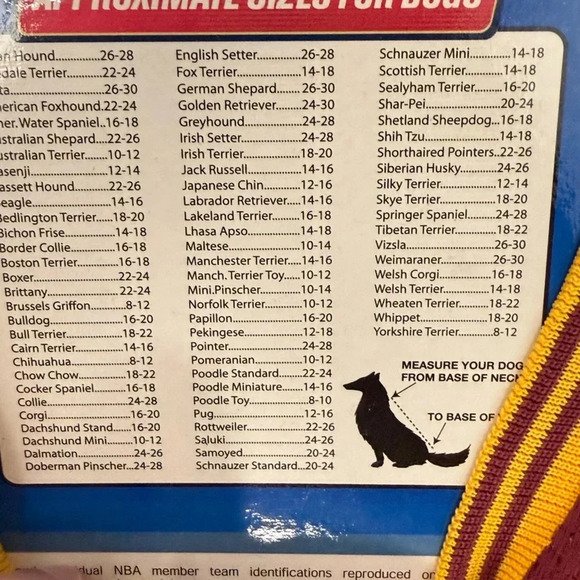 APPROXIMATE SIZES FOR DOGS
Hound..........26-28
Terrier..........22-24
..........26-30
American Foxhound.22-24
Water Spaniel..16-18
Australian Shepard....22-26
Australian Terrier.......10-12
Basenji..............12-14
Bassett Hound.........22-26
Beagle..............14-16
Bedlington Terrier.....18-20
Bichon Frise............14-18
Border Collie..........16-18
Boston Terrier........16-18
Boxer..................22-24
Brittany...............22-24
Brussels Griffon........8-12
Bulldog................16-20
Bull Terrier............18-22
Cairn Terrier...........14-16
Chihuahua...............8-12
Chow Chow...........18-22
Cocker Spaniel.......16-18
Collie...................24-28
Corgi...................16-20
Dachshund Stand......16-20
Dachshund Mini.......10-12
Dalmation..............24-26
Doberman Pinscher...24-28
English Setter............26-28
Fox Terrier................14-18
German Shepard.......26-30
Golden Retriever........24-30
Greyhound...............24-28
Irish Setter...............24-28
Irish Terrier..............18-20
Jack Russell..............14-16
Japanese Chin..........12-16
Labrador Retriever.....14-16
Lakeland Terrier........16-18
Lhasa Apso..............14-18
Maltese..................10-14
Manchester Terrier....14-16
Manch.Terrier Toy.....10-12
Mini.Pinscher...........10-14
Norfolk Terrier..........10-12
Papillon..................16-20
Pekingese...............12-18
Pointer...................24-28
Pomeranian............10-12
Poodle Standard......22-24
Poodle Miniature......14-16
Poodle Toy..............8-10
Pug.....................12-16
Rottweiler..............22-26
Saluki..................24-26
Samoyed...............20-24
Schnauzer Standard...20-24
Schnauzer Mini..........14-18
Scottish Terrier..........14-18
Sealyham Terrier........16-20
Shar-Pei.................20-24
Shetland Sheepdog...16-18
Shih Tzu.................14-18
Shorthaired Pointers..22-26
Siberian Husky.........24-26
Silky Terrier.............12-14
Skye Terrier.............18-20
Springer Spaniel.......24-28
Tibetan Terrier.........18-22
Vizsla...................26-30
Weimaraner............26-30
Welsh Corgi............16-18
Welsh Terrier..........14-18
Wheaten Terrier.......18-22
Whippet................18-20
Yorkshire Terrier.......8-12
MEASURE YOUR DOG
FROM BASE OF NECK
TO BASE OF
NBA member team identifications reproduced on